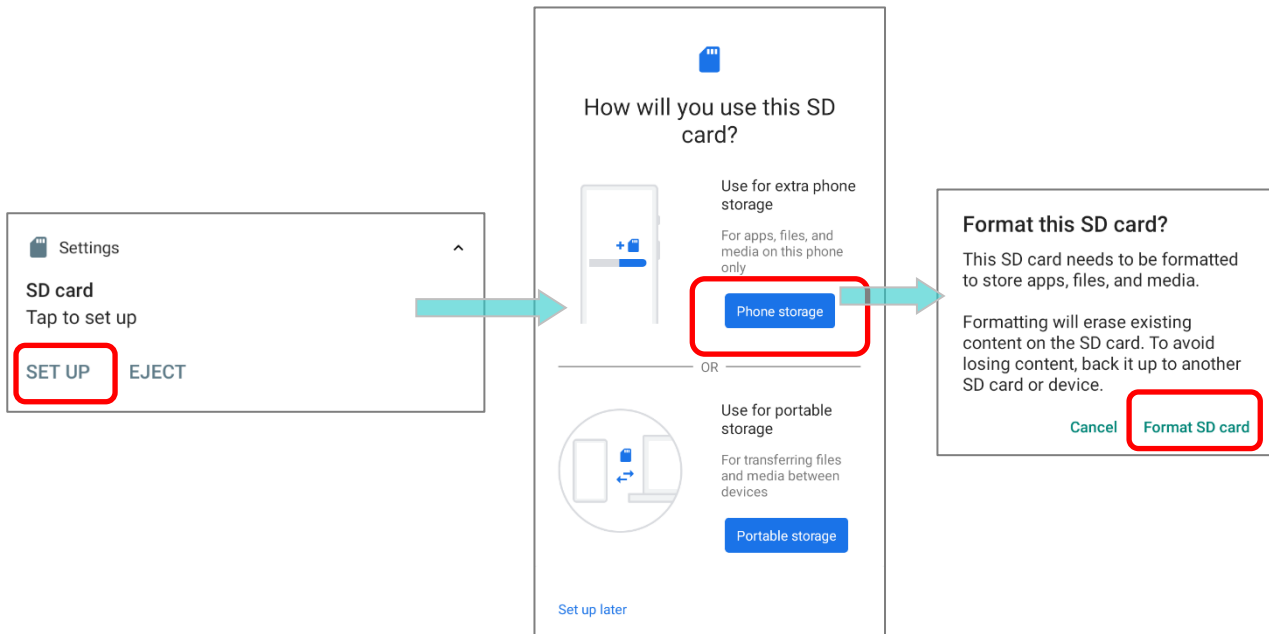 Settings
SD card
Tap to set up
SET UP EJECT
How will you use this SD
card?
Use for extra phone
storage
For apps, files, and
media on this phone
only
Phone storage
OR
Use for portable
storage
For transferring files
and media between
devices
Portable storage
Set up later
Format this SD card?
This SD card needs to be formatted
to store apps, files, and media.
Formatting will erase existing
content on the SD card. To avoid
losing content, back it up to another
SD card or device.
Cancel Format SD card